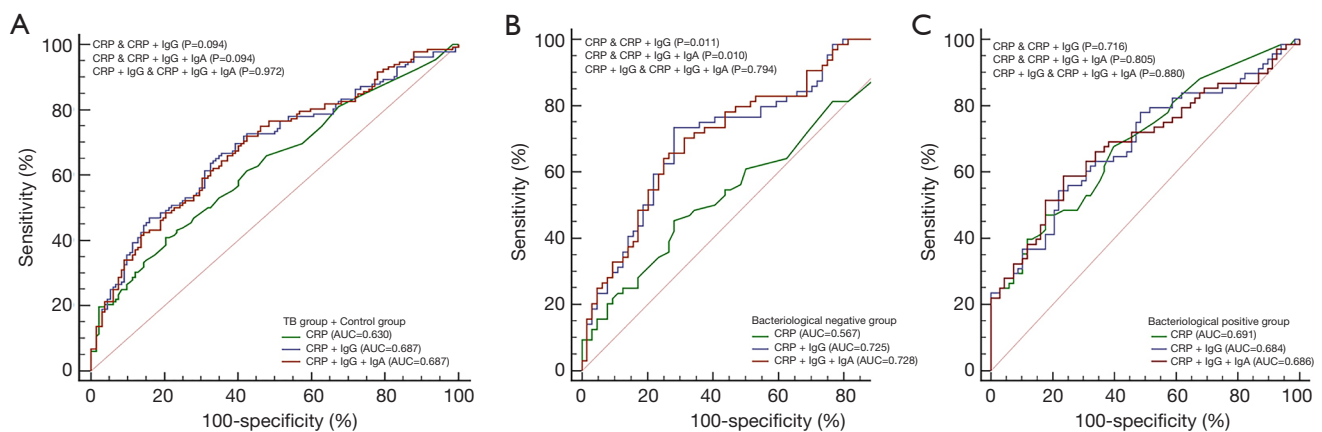 A
CRP & CRP + IgG (P=0.094)
CRP & CRP + IgG + IgA (P=0.094)
CRP + IgG & CRP + IgG + IgA (P=0.972)
Sensitivity (%)
100
80
60
40
20
0
TB group + Control group
CRP (AUC=0.630)
CRP + IgG (AUC=0.687)
CRP + IgG + IgA (AUC=0.687)
0 20 40 60 80 100
100-specificity (%)
B
CRP & CRP + IgG (P=0.011)
CRP & CRP + IgG + IgA (P=0.010)
CRP + IgG & CRP + IgG + IgA (P=0.794)
Sensitivity (%)
100
80
60
40
20
0
Bacteriological negative group
CRP (AUC=0.567)
CRP + IgG (AUC=0.725)
CRP + IgG + IgA (AUC=0.728)
0 20 40 60 80
100-specificity (%)
C
CRP & CRP + IgG (P=0.716)
CRP & CRP + IgG + IgA (P=0.805)
CRP + IgG & CRP + IgG + IgA (P=0.880)
Sensitivity (%)
100
80
60
40
20
0
Bacteriological positive group
CRP (AUC=0.691)
CRP + IgG (AUC=0.684)
CRP + IgG + IgA (AUC=0.686)
0 20 40 60 80 100
100-specificity (%)